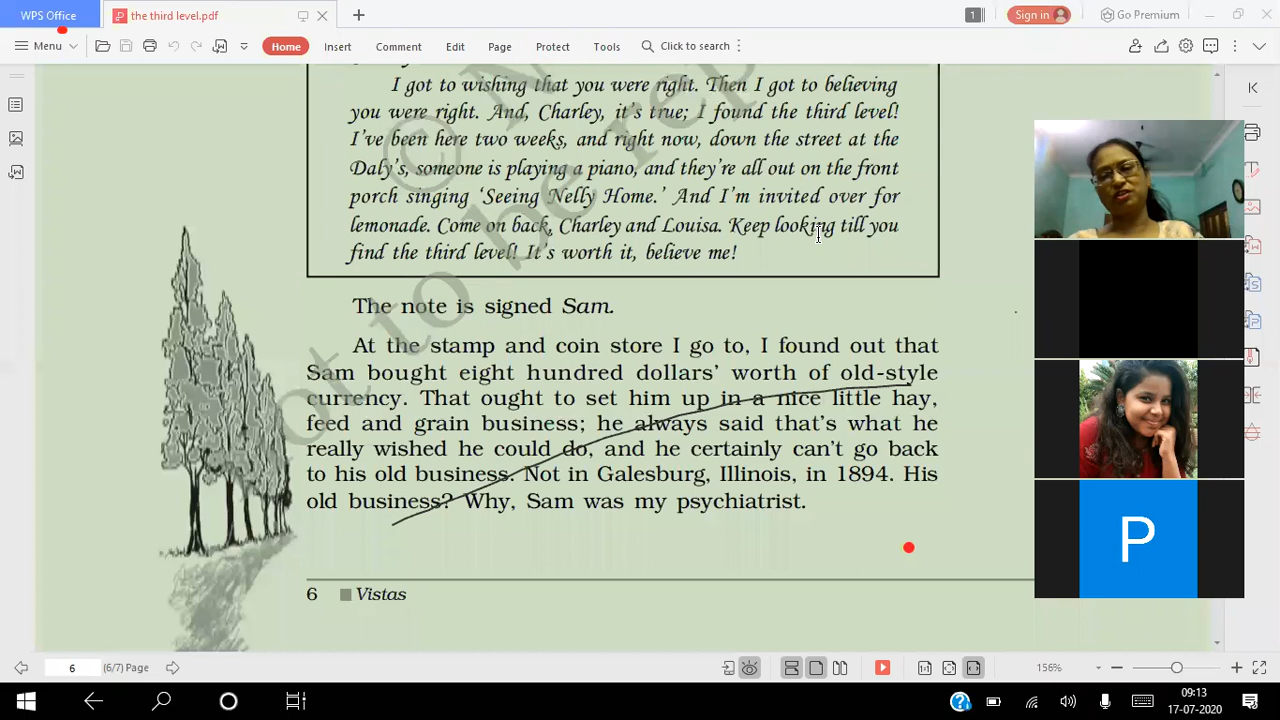 WPS Office
the third level.pdf
1
Sign in
Go Premium
Menu
Home
Insert
Comment
Edit
Page
Protect
Tools
Click to search
I got to wishing that you were right. Then I got to believing
you were right. And, Charley, it's true; I found the third level!
I've been here two weeks, and right now, down the street at the
Daly's, someone is playing a piano, and they're all out on the front
porch singing ‘Seeing Nelly Home.’ And I'm invited over for
lemonade. Come on back, Charley and Louisa. Keep looking till you
find the third level! It's worth it, believe me!
The note is signed Sam.
At the stamp and coin store I go to, I found out that
Sam bought eight hundred dollars’ worth of old-style
currency. That ought to set him up in a nice little hay,
feed and grain business; he always said that's what he
really wished he could do, and he certainly can't go back
to his old business. Not in Galesburg, Illinois, in 1894. His
old business? Why, Sam was my psychiatrist.
6 Vistas
© N
not to be rep
P
6
(6/7) Page
156%
09:13
17-07-2020